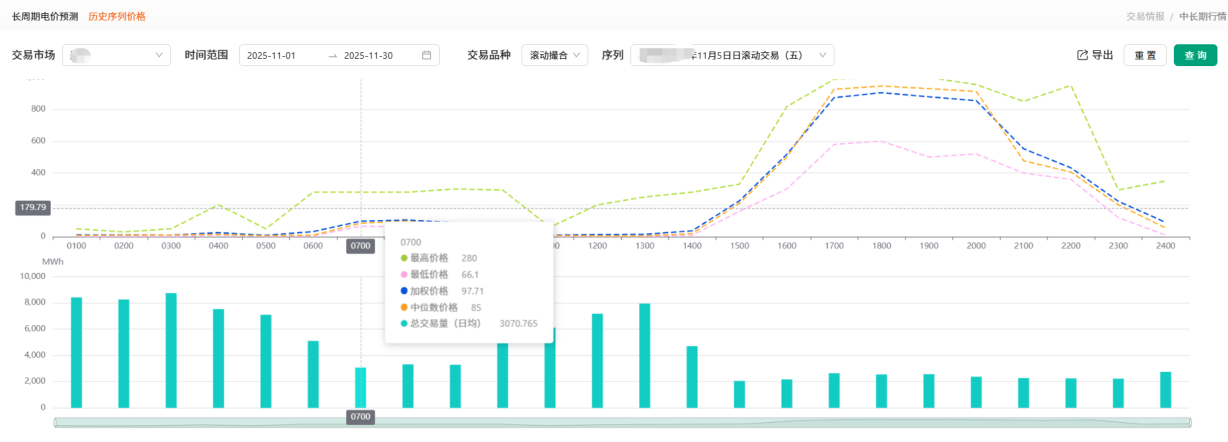 长周期电价预测 历史序列价格 交易情报 / 中长期行情
交易市场 时间范围 2025-11-01 → 2025-11-30 交易品种 滚动撮合 序列 年11月5日日滚动交易（五） 导出 重置 查询
800
600
400
179.79
0
0100 0200 0300 0400 0500 0600 0700 1200 1300 1400 1500 1600 1700 1800 1900 2000 2100 2200 2300 2400
0700
最高价格 280
最低价格 66.1
加权价格 97.71
中位数价格 85
总交易量（日均） 3070.765
MWh
10,000
8,000
6,000
4,000
2,000
0
0700